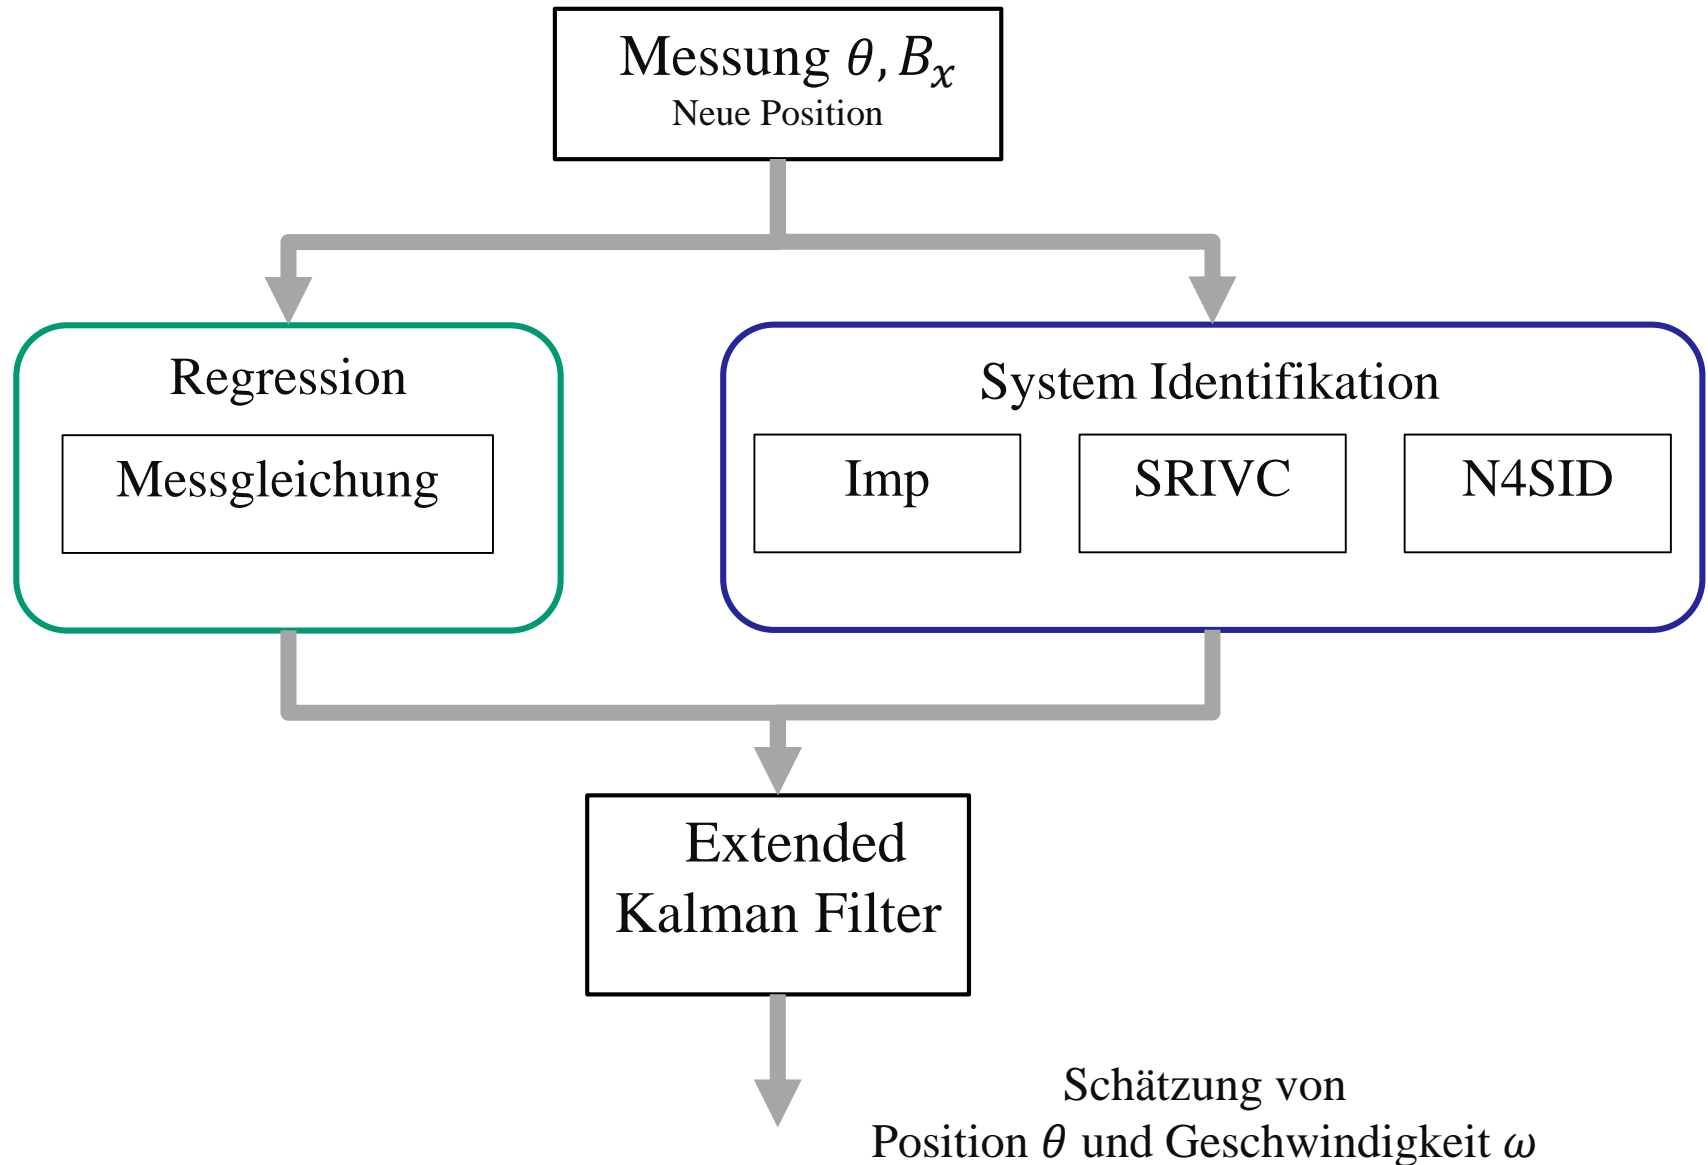 Messung θ, Bₓ
Neue Position
Regression
Messgleichung
System Identifikation
Imp
SRIVC
N4SID
Extended
Kalman Filter
Schätzung von
Position θ und Geschwindigkeit ω